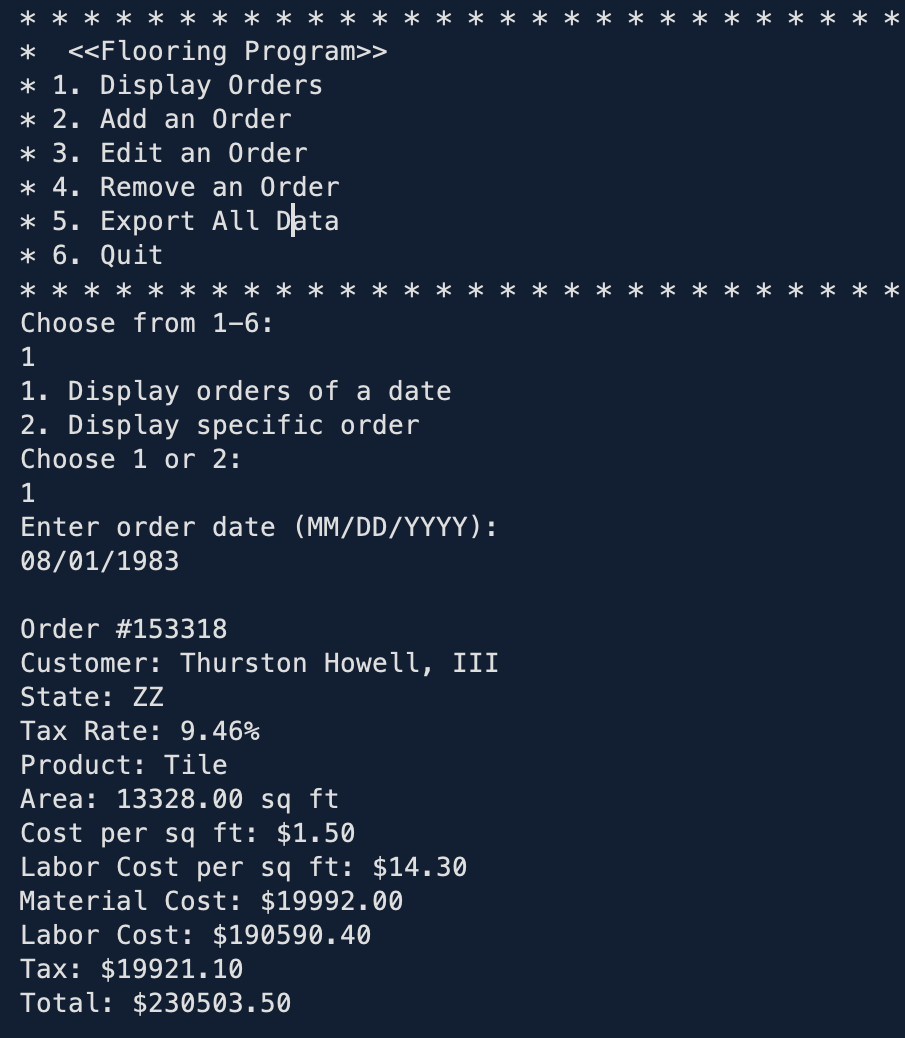 * * * * * * * * * * * * * * * * * * * * * * * * * * * *
*  <<Flooring Program>>
* 1. Display Orders
* 2. Add an Order
* 3. Edit an Order
* 4. Remove an Order
* 5. Export All Data
* 6. Quit
* * * * * * * * * * * * * * * * * * * * * * * * * * * *
Choose from 1-6:
1
1. Display orders of a date
2. Display specific order
Choose 1 or 2:
1
Enter order date (MM/DD/YYYY):
08/01/1983

Order #153318
Customer: Thurston Howell, III
State: ZZ
Tax Rate: 9.46%
Product: Tile
Area: 13328.00 sq ft
Cost per sq ft: $1.50
Labor Cost per sq ft: $14.30
Material Cost: $19992.00
Labor Cost: $190590.40
Tax: $19921.10
Total: $230503.50